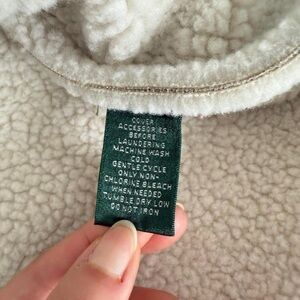 COVER
ACCESSORIES
BEFORE
LAUNDERING
MACHINE WASH
COLD
GENTLE CYCLE
ONLY NON-
CHLORINE BLEACH
WHEN NEEDED
TUMBLE DRY LOW
DO NOT IRON